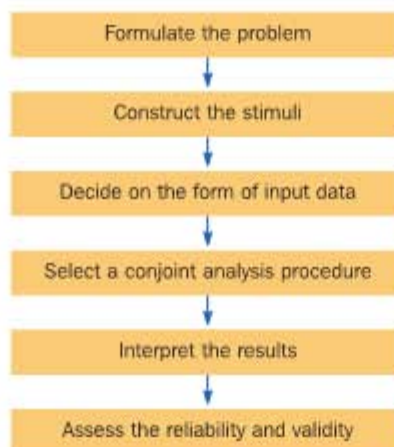 Formulate the problem
Construct the stimuli
Decide on the form of input data
Select a conjoint analysis procedure
Interpret the results
Assess the reliability and validity